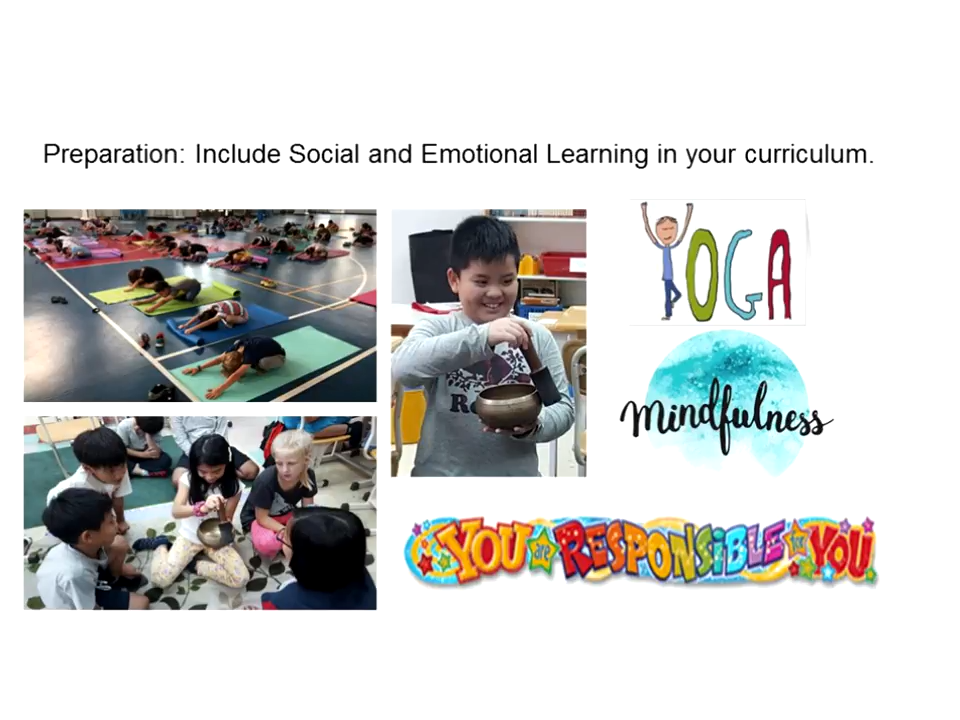 Preparation: Include Social and Emotional Learning in your curriculum.
YOGA
mindfulness
YOU are RESPONSiBLE for YOU